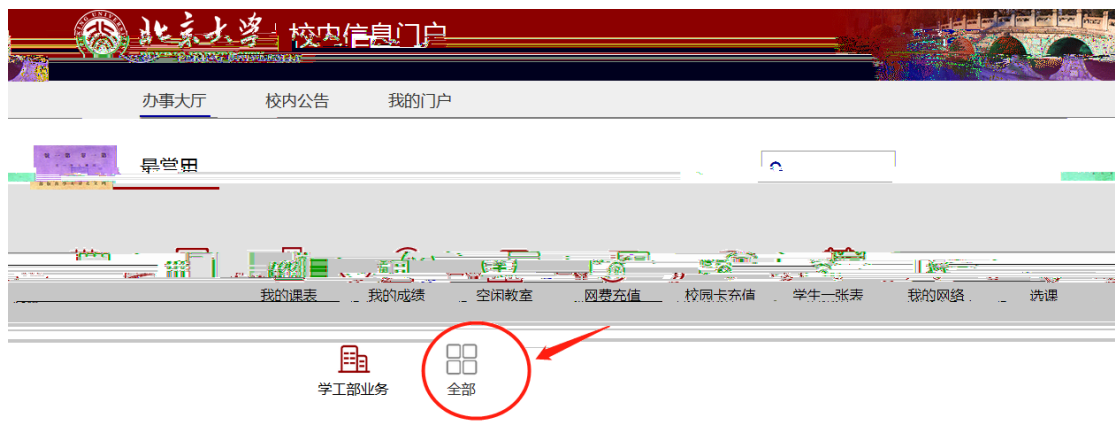 北京大学 校内信息门户
办事大厅 校内公告 我的门户
最常用
我的课表 我的成绩 空闲教室 网费充值 校园卡充值 学生一张表 我的网络 选课
学工部业务 全部